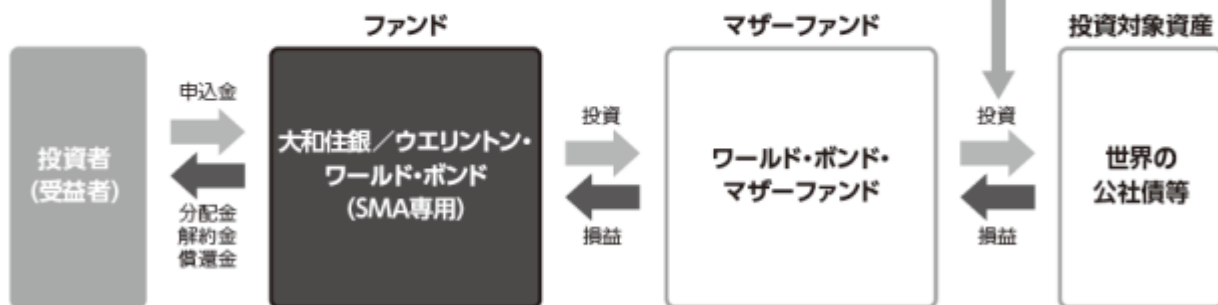 ファンド
マザーファンド
投資対象資産
投資者
(受益者)
申込金
分配金
解約金
償還金
大和住銀／ウエリントン・
ワールド・ボンド
(SMA専用)
投資
損益
ワールド・ボンド・
マザーファンド
投資
損益
世界の
公社債等